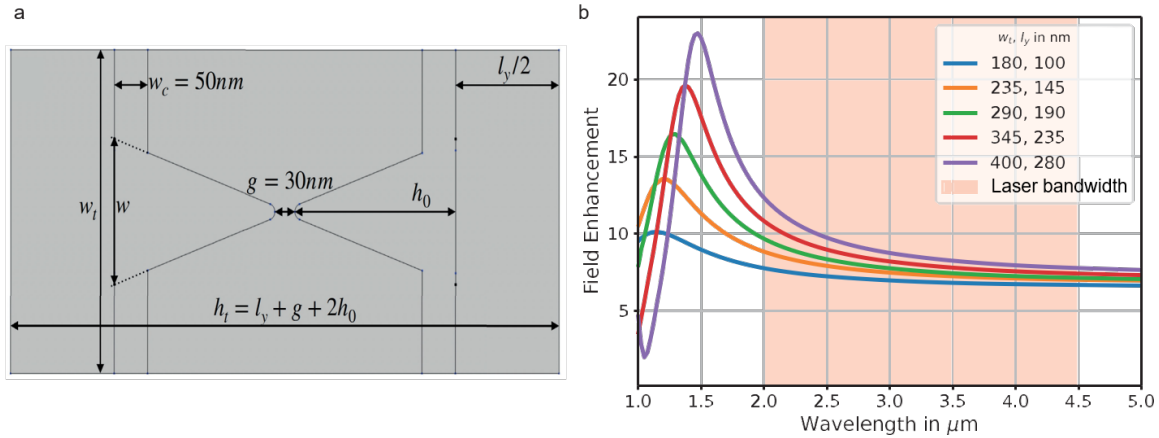 a
w_c = 50nm
l_y/2
g = 30nm
w_t
w
h_0
h_t = l_y + g + 2h_0
b
w_t, l_y in nm
180, 100
235, 145
290, 190
345, 235
400, 280
Laser bandwidth
Field Enhancement
20
15
10
5
1.0 1.5 2.0 2.5 3.0 3.5 4.0 4.5 5.0
Wavelength in μm